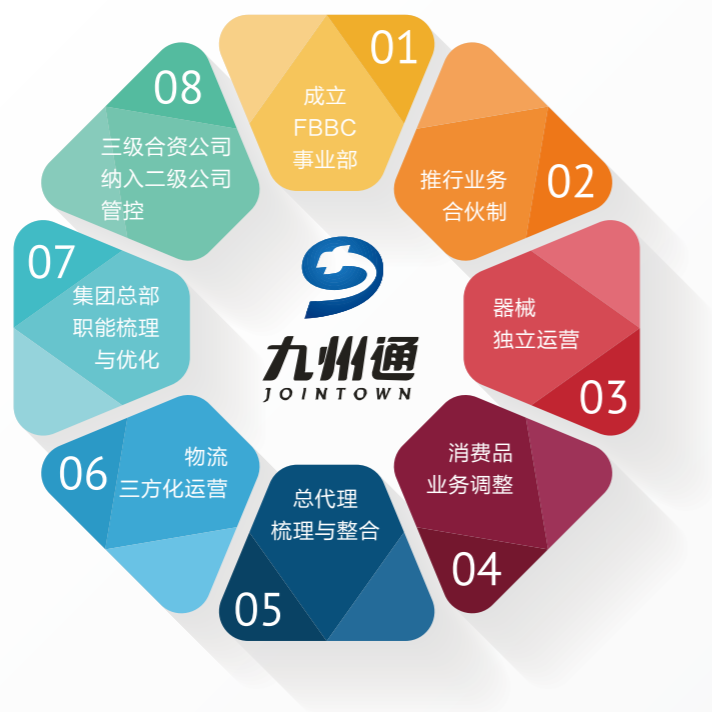 01
成立
FBBC
事业部
02
推行业务
合伙制
03
器械
独立运营
04
消费品
业务调整
05
总代理
梳理与整合
06
物流
三方化运营
07
集团总部
职能梳理
与优化
08
三级合资公司
纳入二级公司
管控
九州通
JOINTOWN